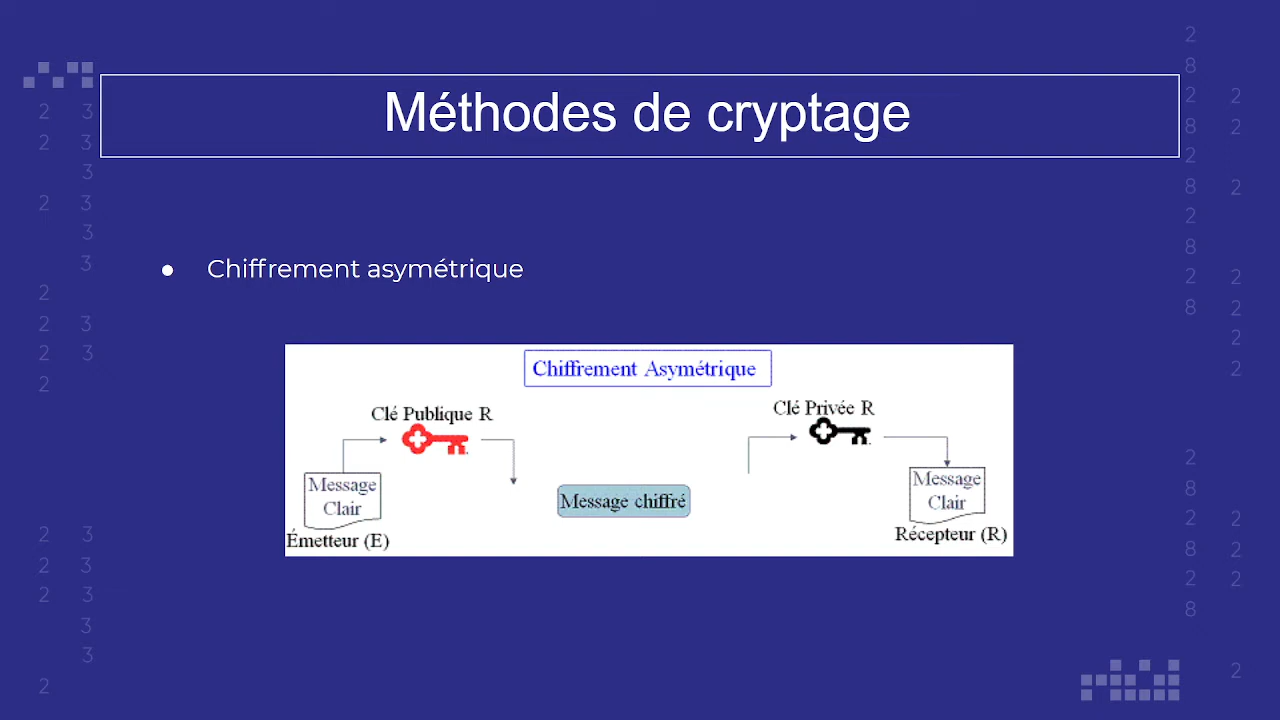 Méthodes de cryptage
● Chiffrement asymétrique
Chiffrement Asymétrique
Clé Publique R
Clé Privée R
Message
Clair
Émetteur (E)
Message chiffré
Message
Clair
Récepteur (R)